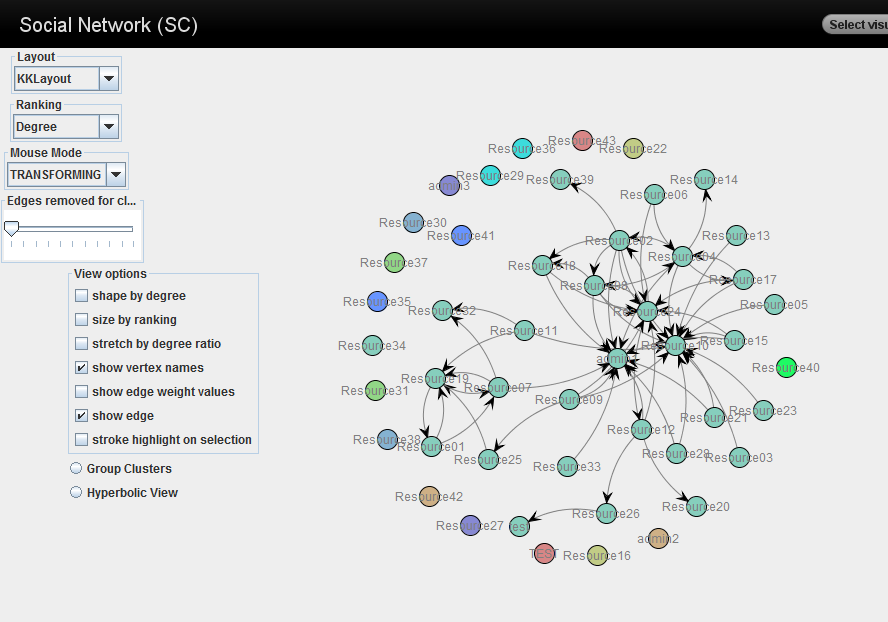 Social Network (SC)
Select visu
Layout
KKLayout
Ranking
Degree
Mouse Mode
TRANSFORMING
Edges removed for cl...
View options
shape by degree
size by ranking
stretch by degree ratio
show vertex names
show edge weight values
show edge
stroke highlight on selection
Group Clusters
Hyperbolic View
Resource43
Resource36
Resource22
Resource29
Resource39
Resource14
admin3
Resource06
Resource30
Resource41
Resource02
Resource13
Resource04
Resource37
Resource18
Resource17
Resource08
Resource35
Resource05
Resource32
Resource24
Resource11
Resource34
Resource10
Resource15
admin1
Resource40
Resource19
Resource07
Resource31
Resource09
Resource23
Resource21
Resource12
Resource38
Resource01
Resource28
Resource03
Resource25
Resource33
Resource42
Resource20
Resource26
Resource27
test
admin2
TEST
Resource16